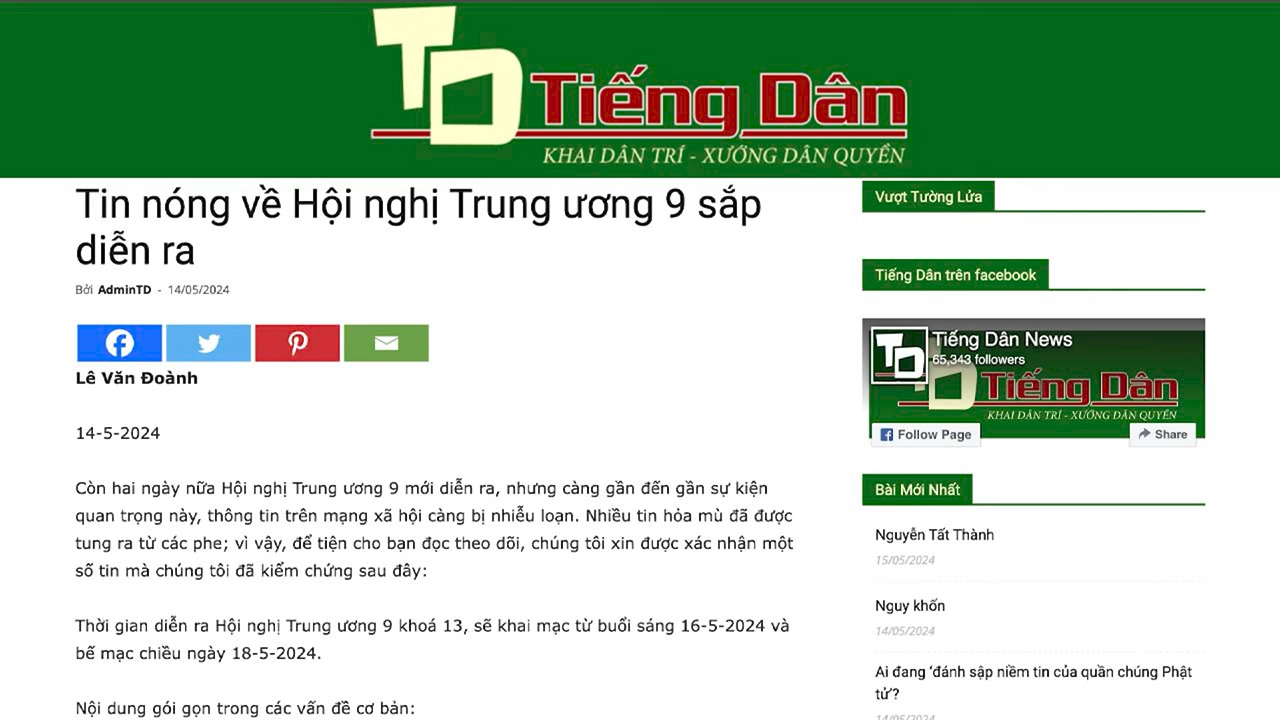 TD Tiếng Dân
KHAI DÂN TRÍ - XƯỚNG DÂN QUYỀN
Tin nóng về Hội nghị Trung ương 9 sắp
diễn ra
Bởi AdminTD - 14/05/2024
Lê Văn Đoành
14-5-2024
Còn hai ngày nữa Hội nghị Trung ương 9 mới diễn ra, nhưng càng gần đến gần sự kiện
quan trọng này, thông tin trên mạng xã hội càng bị nhiễu loạn. Nhiều tin hỏa mù đã được
tung ra từ các phe; vì vậy, để tiện cho bạn đọc theo dõi, chúng tôi xin được xác nhận một
số tin mà chúng tôi đã kiểm chứng sau đây:
Thời gian diễn ra Hội nghị Trung ương 9 khoá 13, sẽ khai mạc từ buổi sáng 16-5-2024 và
bế mạc chiều ngày 18-5-2024.
Nội dung gói gọn trong các vấn đề cơ bản:
Vượt Tường Lửa
Tiếng Dân trên facebook
TD
Tiếng Dân News
65,343 followers
TD Tiếng Dân
KHAI DÂN TRÍ - XƯỚNG DÂN QUYỀN
Follow Page
Share
Bài Mới Nhất
Nguyễn Tất Thành
15/05/2024
Nguy khốn
14/05/2024
Ai đang ‘đánh sập niềm tin của quần chúng Phật
tử’?
14/05/2024